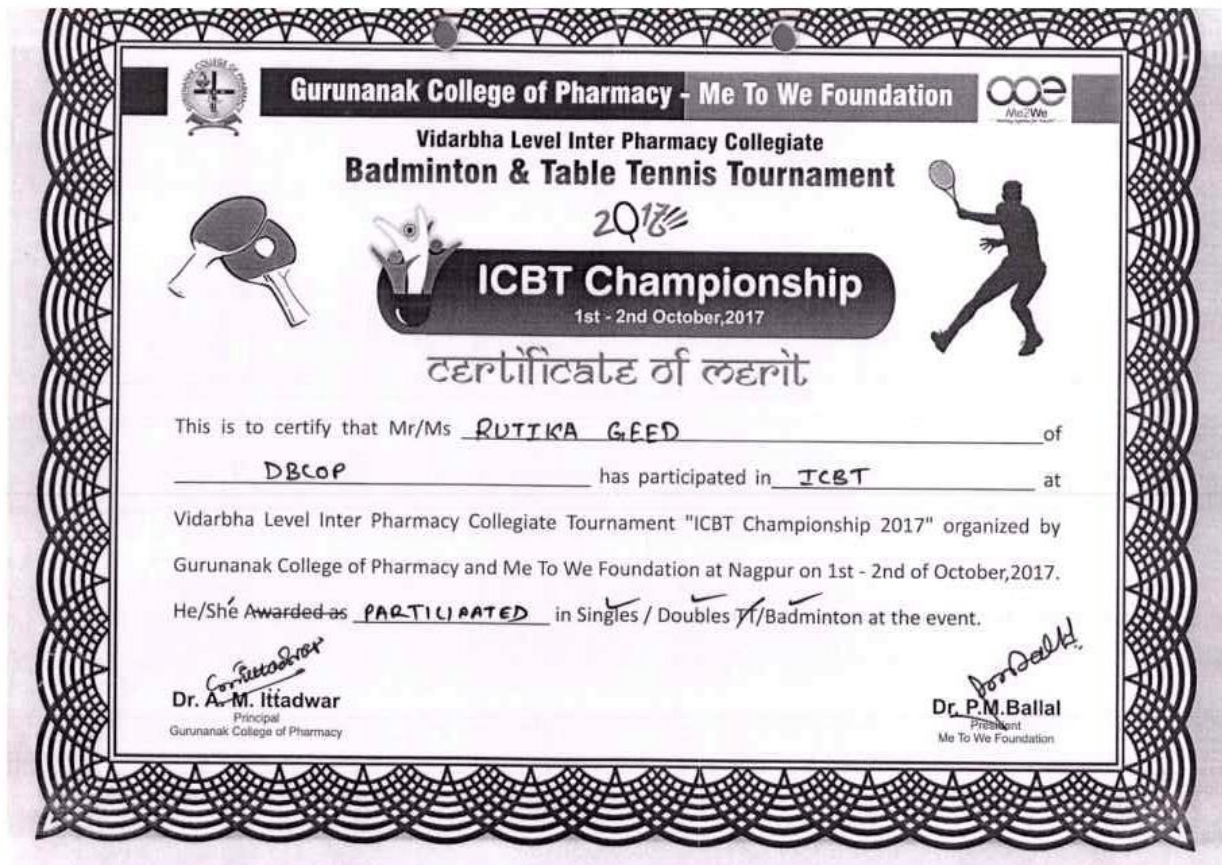 Gurunanak College of Pharmacy - Me To We Foundation
Me2We
Vidarbha Level Inter Pharmacy Collegiate
Badminton & Table Tennis Tournament
2017
ICBT Championship
1st - 2nd October,2017
certificate of merit
This is to certify that Mr/Ms RUTIKA GEED of
DBCOP has participated in ICBT at
Vidarbha Level Inter Pharmacy Collegiate Tournament "ICBT Championship 2017" organized by
Gurunanak College of Pharmacy and Me To We Foundation at Nagpur on 1st - 2nd of October,2017.
He/She Awarded as PARTICIPATED in Singles / Doubles TT/Badminton at the event.
Dr. A. M. Ittadwar
Principal
Gurunanak College of Pharmacy
Dr. P.M.Ballal
President
Me To We Foundation